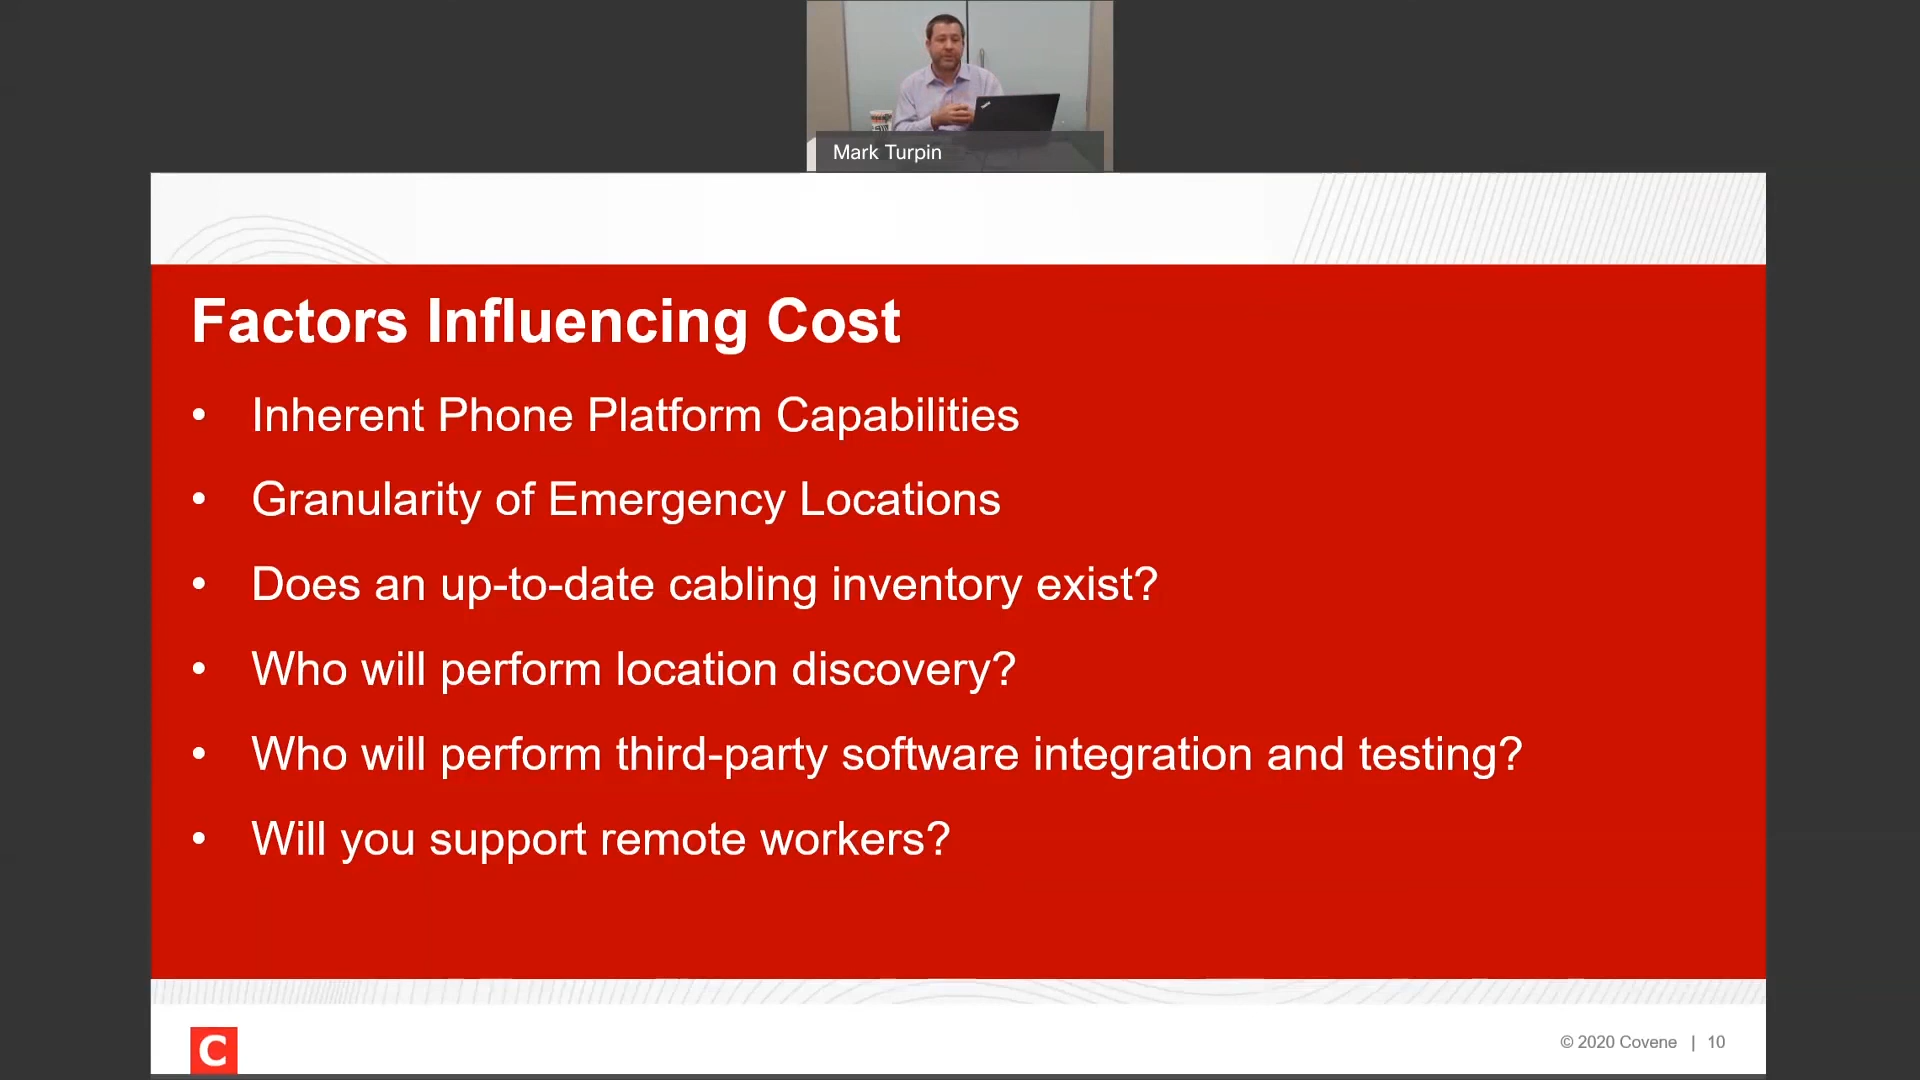 Mark Turpin
Factors Influencing Cost
• Inherent Phone Platform Capabilities
• Granularity of Emergency Locations
• Does an up-to-date cabling inventory exist?
• Who will perform location discovery?
• Who will perform third-party software integration and testing?
• Will you support remote workers?
C
© 2020 Covene | 10